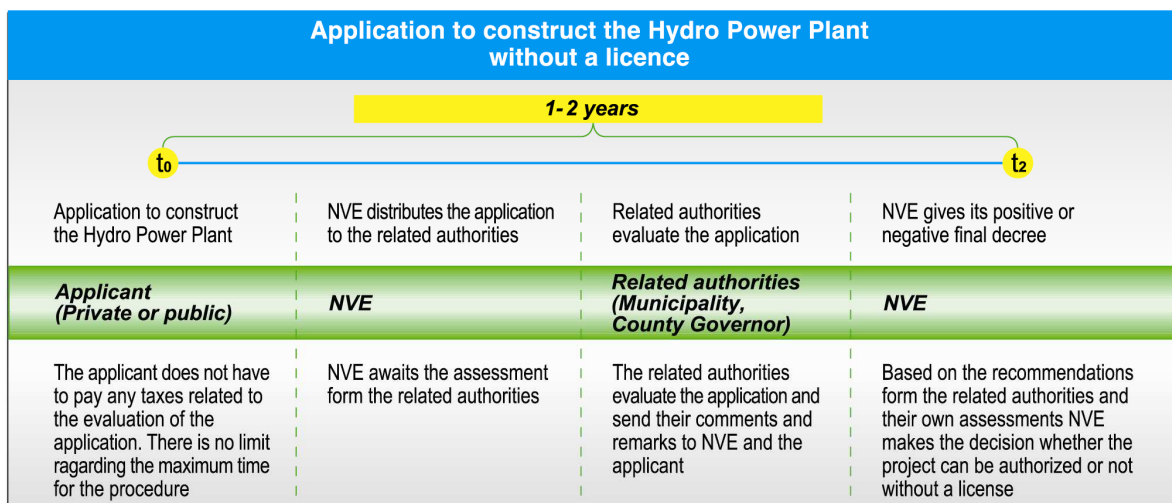 Application to construct the Hydro Power Plant
without a licence
1- 2 years
t0
t2
Application to construct
the Hydro Power Plant
NVE distributes the application
to the related authorities
Related authorities
evaluate the application
NVE gives its positive or
negative final decree
Applicant
(Private or public)
NVE
Related authorities
(Municipality,
County Governor)
NVE
The applicant does not have
to pay any taxes related to
the evaluation of the
application. There is no limit
ragarding the maximum time
for the procedure
NVE awaits the assessment
form the related authorities
The related authorities
evaluate the application and
send their comments and
remarks to NVE and the
applicant
Based on the recommendations
form the related authorities and
their own assessments NVE
makes the decision whether the
project can be authorized or not
without a license